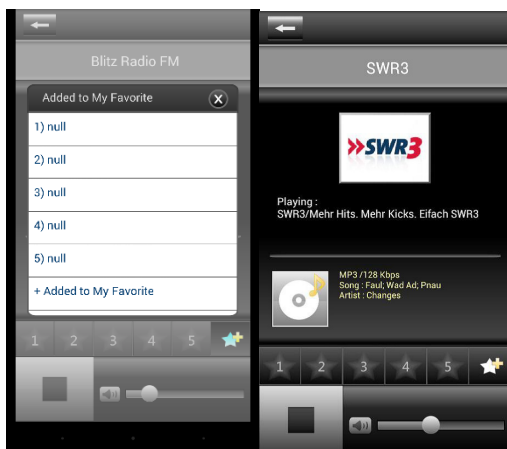 Blitz Radio FM
Added to My Favorite
X
1) null
2) null
3) null
4) null
5) null
+ Added to My Favorite
1 2 3 4 5
SWR3
»SWR3
Playing :
SWR3/Mehr Hits. Mehr Kicks. Eifach SWR3
MP3 /128 Kbps
Song : Faul; Wad Ad; Pnau
Artist : Changes
1 2 3 4 5